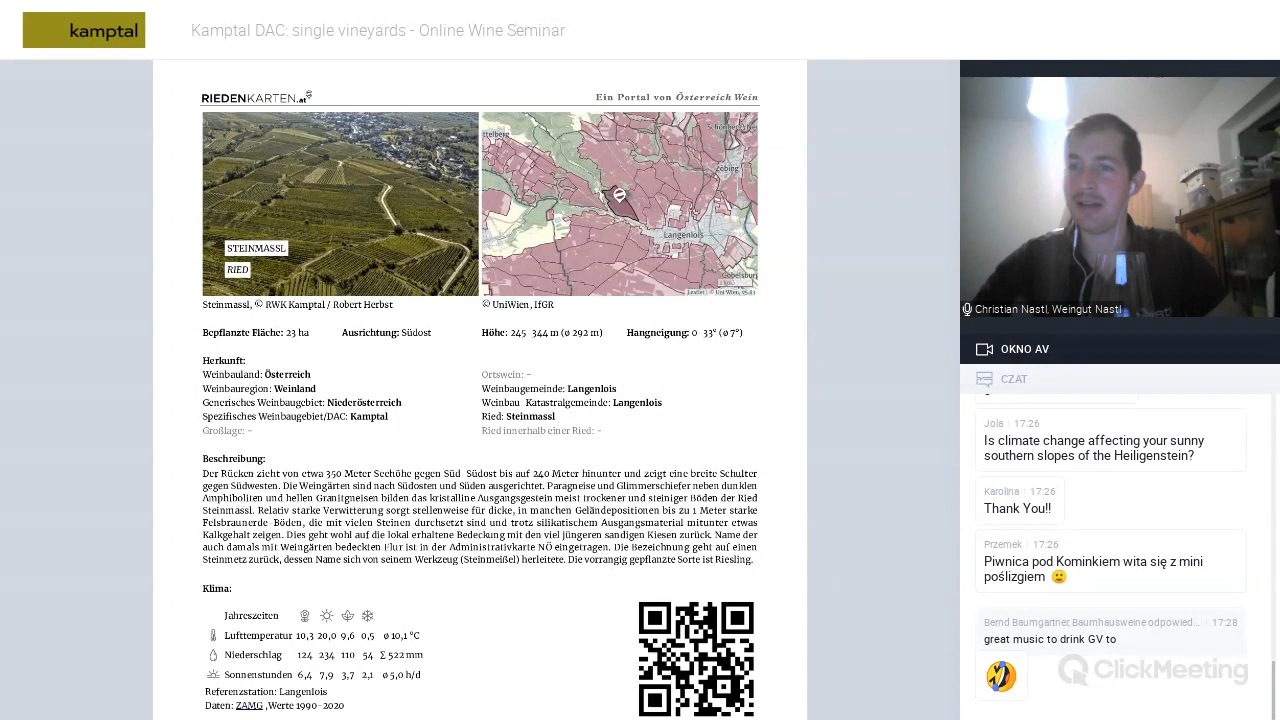 kamptal
Kamptal DAC: single vineyards - Online Wine Seminar
RIEDENKARTEN.at
Ein Portal von Österreich Wein
STEINMASSL
RIED
Zöbing
Langenlois
Steinmassl, © RWK Kamptal / Robert Herbst
© UniWien, IfGR
Bepflanzte Fläche: 23 ha
Ausrichtung: Südost
Höhe: 245 344 m (ø 292 m)
Hangneigung: 0 33° (ø 7°)
Herkunft:
Weinbauland: Österreich
Weinbauregion: Weinland
Generisches Weinbaugebiet: Niederösterreich
Spezifisches Weinbaugebiet/DAC: Kamptal
Großlage: -
Ortswein: -
Weinbaugemeinde: Langenlois
Weinbau Katastralgemeinde: Langenlois
Ried: Steinmassl
Ried innerhalb einer Ried: -
Beschreibung:
Der Rücken zieht von etwa 350 Meter Seehöhe gegen Süd Südost bis auf 240 Meter hinunter und zeigt eine breite Schulter
gegen Südwesten. Die Weingärten sind nach Südosten und Süden ausgerichtet. Paragneise und Glimmerschiefer neben dunklen
Amphiboliten und hellen Granitgneisen bilden das kristalline Ausgangsgestein meist trockener und steiniger Böden der Ried
Steinmassl. Relativ starke Verwitterung sorgt stellenweise für dicke, in manchen Geländepositionen bis zu 1 Meter starke
Felsbraunerde Böden, die mit vielen Steinen durchsetzt sind und trotz silikatischem Ausgangsmaterial mitunter etwas
Kalkgehalt zeigen. Dies geht wohl auf die lokal erhaltene Bedeckung mit den viel jüngeren sandigen Kiesen zurück. Name der
auch damals mit Weingärten bedeckten Flur ist in der Administrativkarte NÖ eingetragen. Die Bezeichnung geht auf einen
Steinmetz zurück, dessen Name sich von seinem Werkzeug (Steinmeißel) herleitete. Die vorrangig gepflanzte Sorte ist Riesling.
Klima:
Jahreszeiten
Lufttemperatur 10,3 20,0 9,6 0,5 ø 10,1 °C
Niederschlag 124 234 110 54 Σ 522 mm
Sonnenstunden 7,9 3,7 2,1 ø 5,0 h/d
Referenzstation: Langenlois
Daten: ZAMG ,Werte 1990-2020
Christian Nastl, Weingut Nastl
OKNO AV
CZAT
Jola 17:26
Is climate change affecting your sunny
southern slopes of the Heiligenstein?
Karolina 17:26
Thank You!!
Przemek 17:26
Piwnica pod Kominkiem wita się z mini
poślizgiem 🙂
Bernd Baumgartner, Baumhausweine odpowied... 17:28
great music to drink GV to
🤣
ClickMeeting